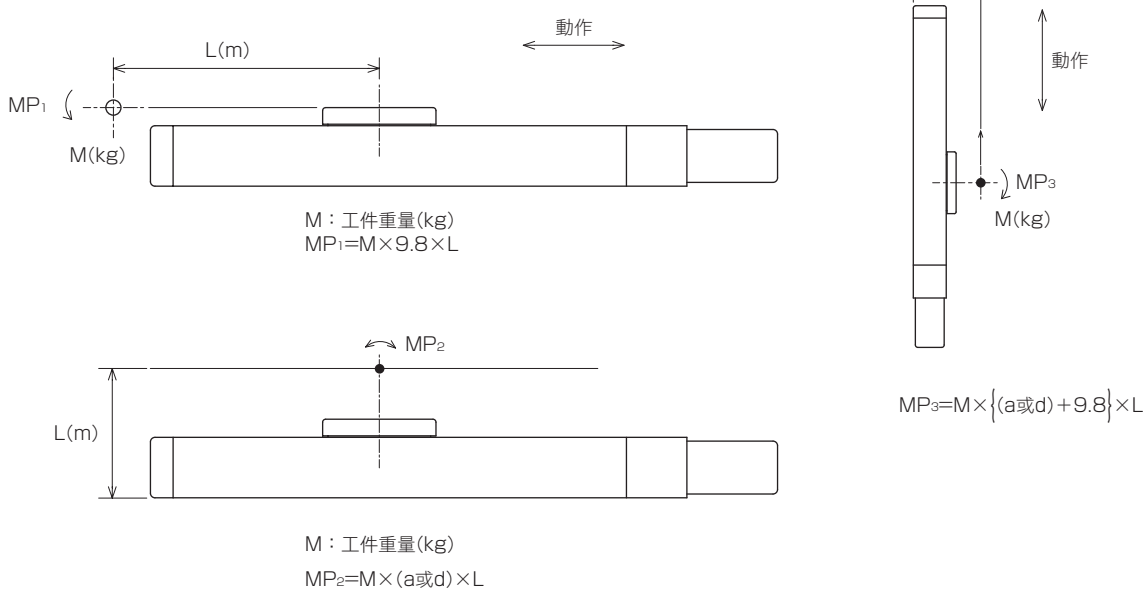 動作
L(m)
MP₁
M(kg)
M：工件重量(kg)
MP₁=M×9.8×L
動作
MP₃
M(kg)
MP₃=M×{(a或d)+9.8}×L
MP₂
L(m)
M：工件重量(kg)
MP₂=M×(a或d)×L